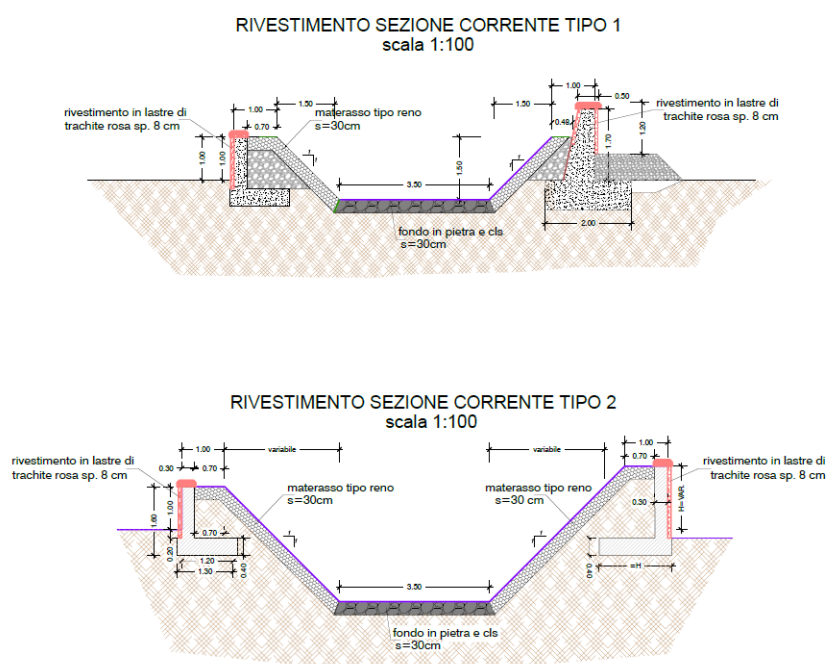 RIVESTIMENTO SEZIONE CORRENTE TIPO 1
scala 1:100
rivestimento in lastre di
trachite rosa sp. 8 cm
1.00
0.70
1.50
materasso tipo reno
s=30cm
1.00
1.00
r
r
3.50
fondo in pietra e cls
s=30cm
1.50
1.50
r
r
0.48
1.00
0.50
1.70
1.20
2.00
rivestimento in lastre di
trachite rosa sp. 8 cm
RIVESTIMENTO SEZIONE CORRENTE TIPO 2
scala 1:100
rivestimento in lastre di
trachite rosa sp. 8 cm
1.00
0.30
0.70
variabile
materasso tipo reno
s=30cm
1.60
1.00
0.20
0.70
1.20
1.30
0.40
r
r
3.50
fondo in pietra e cls
s=30cm
variabile
materasso tipo reno
s=30 cm
r
r
1.00
0.70
0.30
H=VAR.
0.40
=H
rivestimento in lastre di
trachite rosa sp. 8 cm